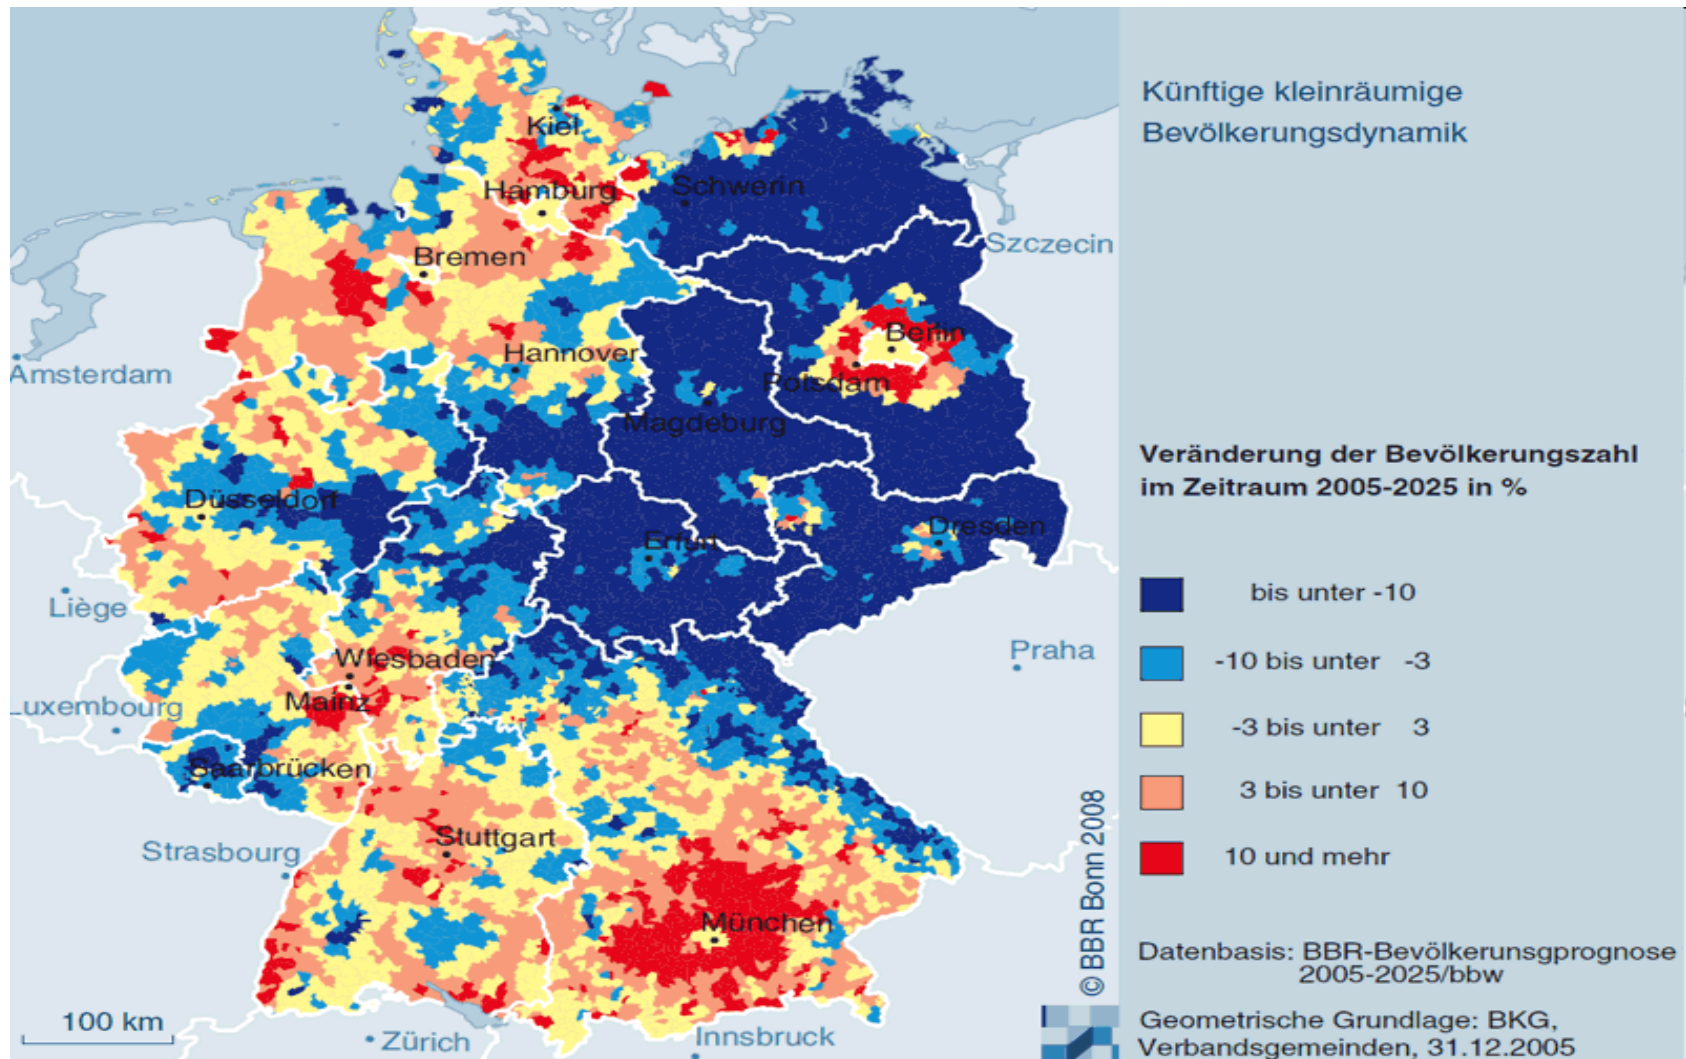 Künftige kleinräumige
Bevölkerungsdynamik
Kiel
Hamburg
Schwerin
Szczecin
Bremen
Berlin
Hannover
Amsterdam
Potsdam
Magdeburg
Düsseldorf
Dresden
Erfurt
Liège
Wiesbaden
Praha
Mainz
Luxembourg
Saarbrücken
Stuttgart
Strasbourg
München
100 km
Zürich
Innsbruck
© BBR Bonn 2008
Veränderung der Bevölkerungszahl
im Zeitraum 2005-2025 in %
bis unter -10
-10 bis unter -3
-3 bis unter 3
3 bis unter 10
10 und mehr
Datenbasis: BBR-Bevölkerunsgprognose
2005-2025/bbw
Geometrische Grundlage: BKG,
Verbandsgemeinden, 31.12.2005